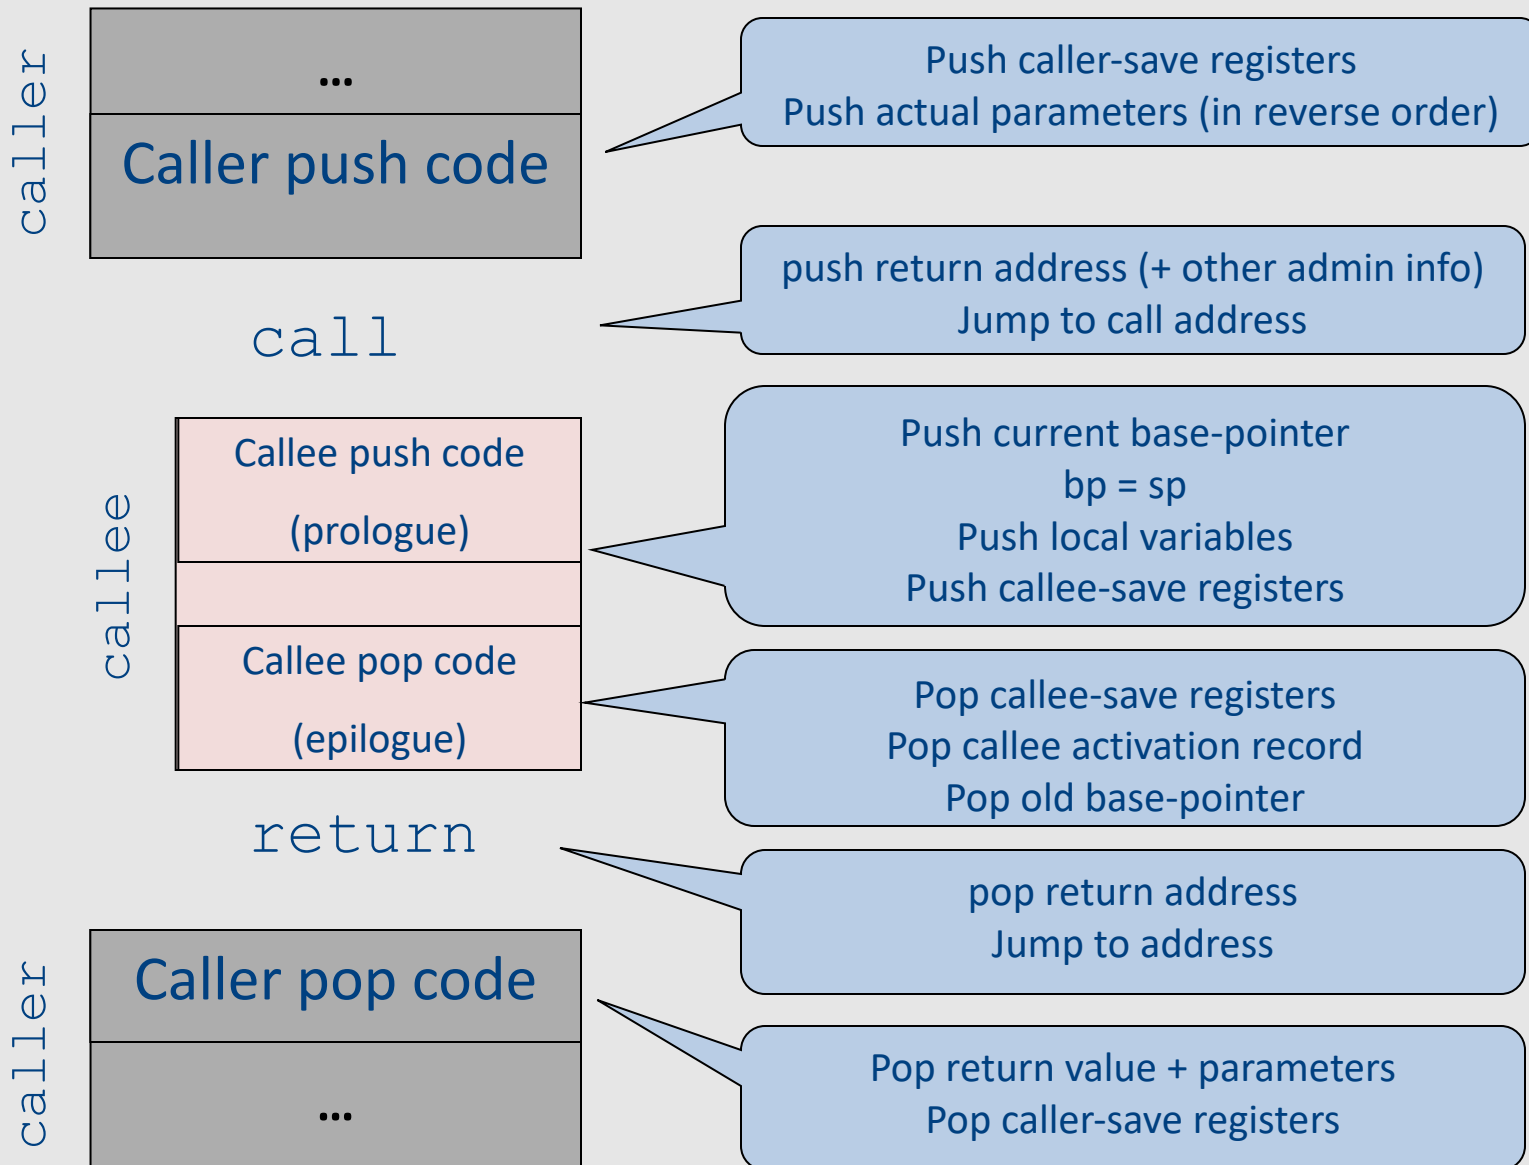 caller
...
Caller push code
Push caller-save registers
Push actual parameters (in reverse order)
call
push return address (+ other admin info)
Jump to call address
callee
Callee push code
(prologue)
Push current base-pointer
bp = sp
Push local variables
Push callee-save registers
Callee pop code
(epilogue)
Pop callee-save registers
Pop callee activation record
Pop old base-pointer
return
pop return address
Jump to address
caller
Caller pop code
...
Pop return value + parameters
Pop caller-save registers